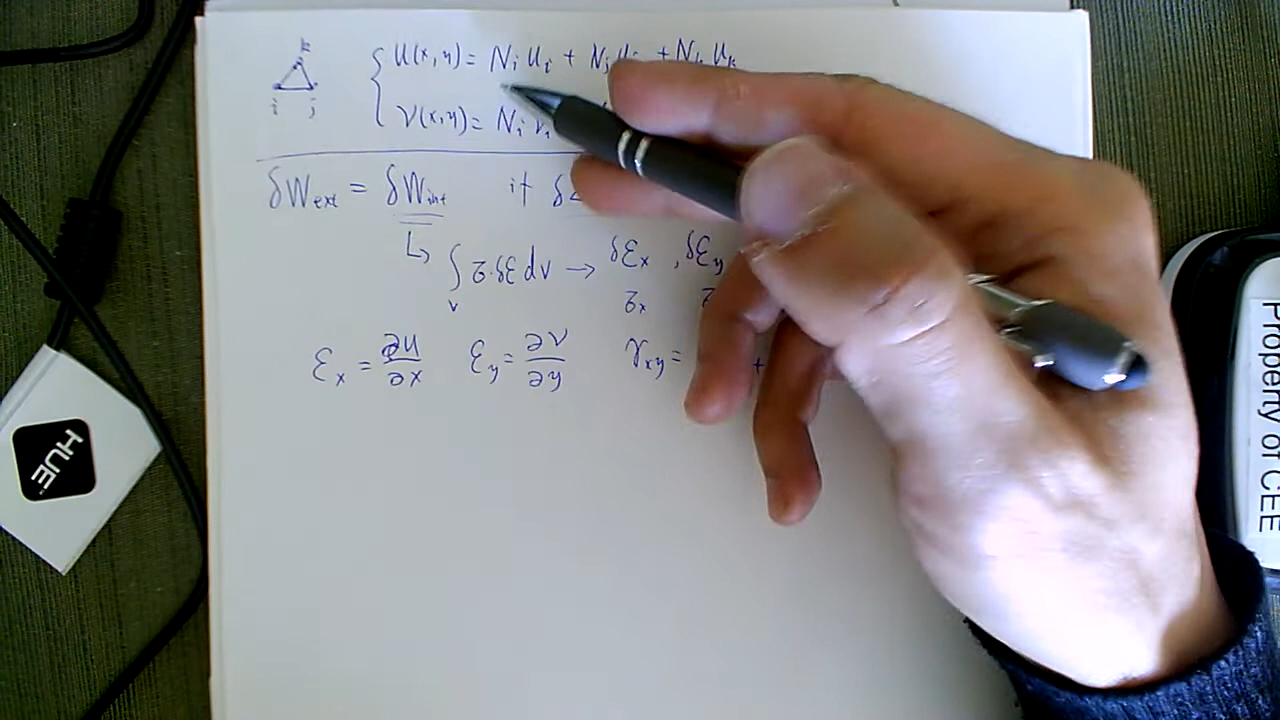 k
u(x,y) = Ni ui + Nj uj + Nk uk
i j
v(x,y) = Ni vi
δWext = δWint if δ
↳ ∫v σ·δε dv → δεx , δεy
σx
εx = ∂u/∂x εy = ∂v/∂y γxy = +
HUE
Property of CEE